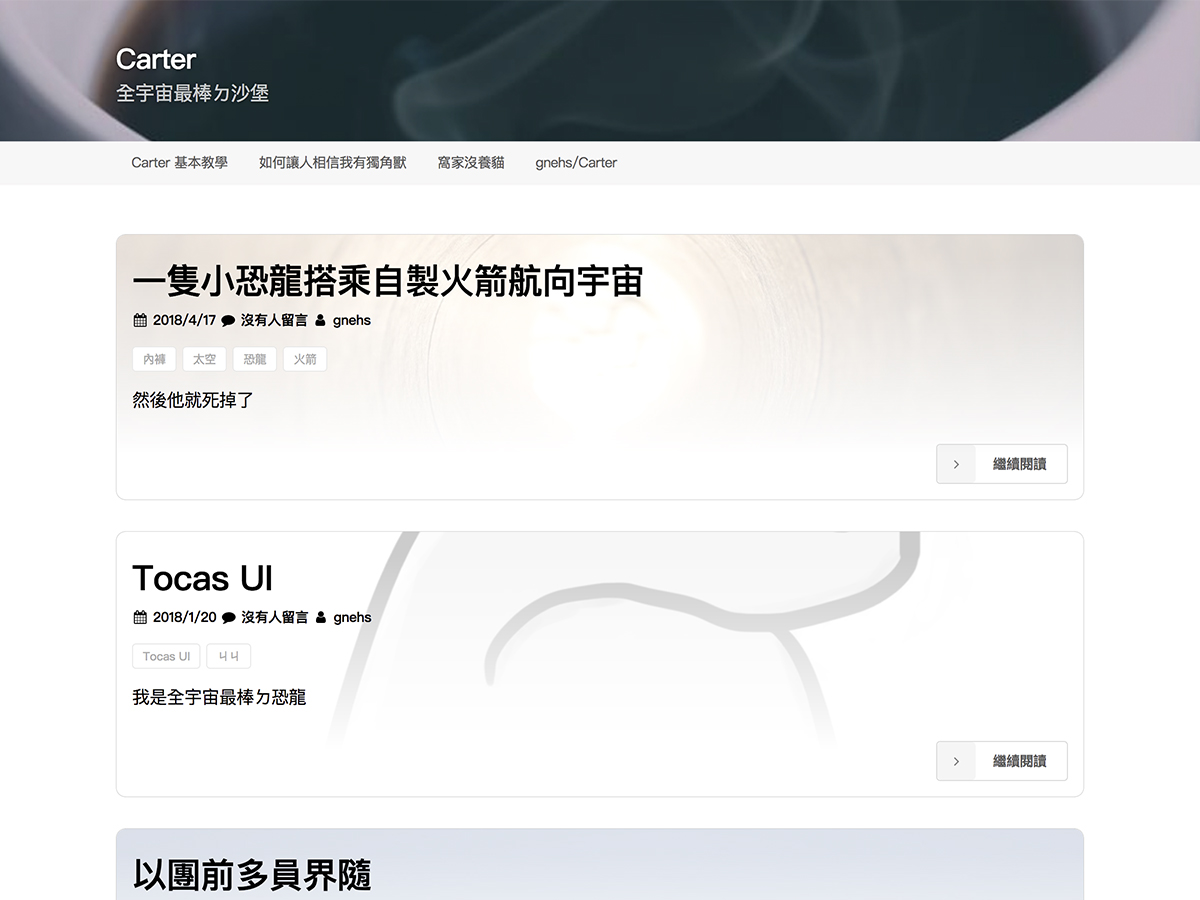 Carter
全宇宙最棒ㄉ沙堡
Carter 基本教學 如何讓人相信我有獨角獸 窩家沒養貓 gnehs/Carter
一隻小恐龍搭乘自製火箭航向宇宙
2018/4/17 沒有人留言 gnehs
內褲 太空 恐龍 火箭
然後他就死掉了
繼續閱讀
Tocas UI
2018/1/20 沒有人留言 gnehs
Tocas UI ㄐㄐ
我是全宇宙最棒ㄉ恐龍
繼續閱讀
以團前多員界隨